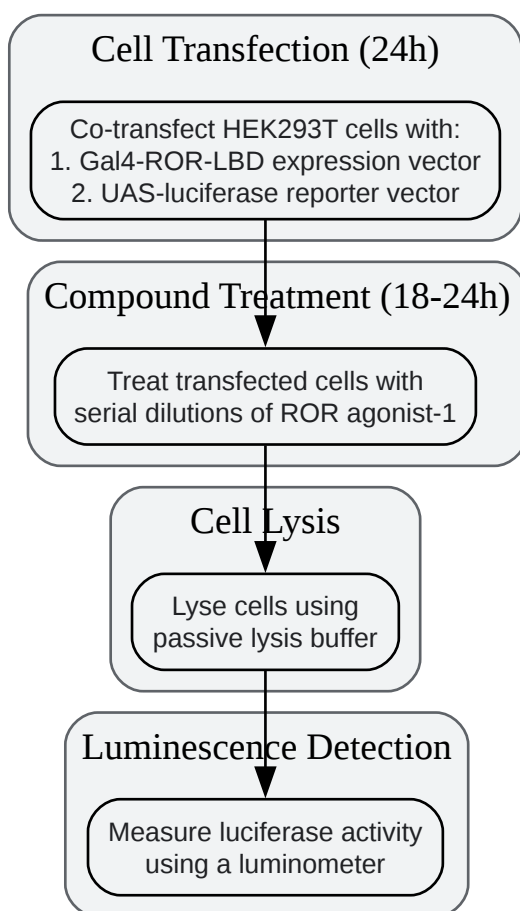 Cell Transfection (24h)
Co-transfect HEK293T cells with:
1. Gal4-ROR-LBD expression vector
2. UAS-luciferase reporter vector
Compound Treatment (18-24h)
Treat transfected cells with
serial dilutions of ROR agonist-1
Cell Lysis
Lyse cells using
passive lysis buffer
Luminescence Detection
Measure luciferase activity
using a luminometer